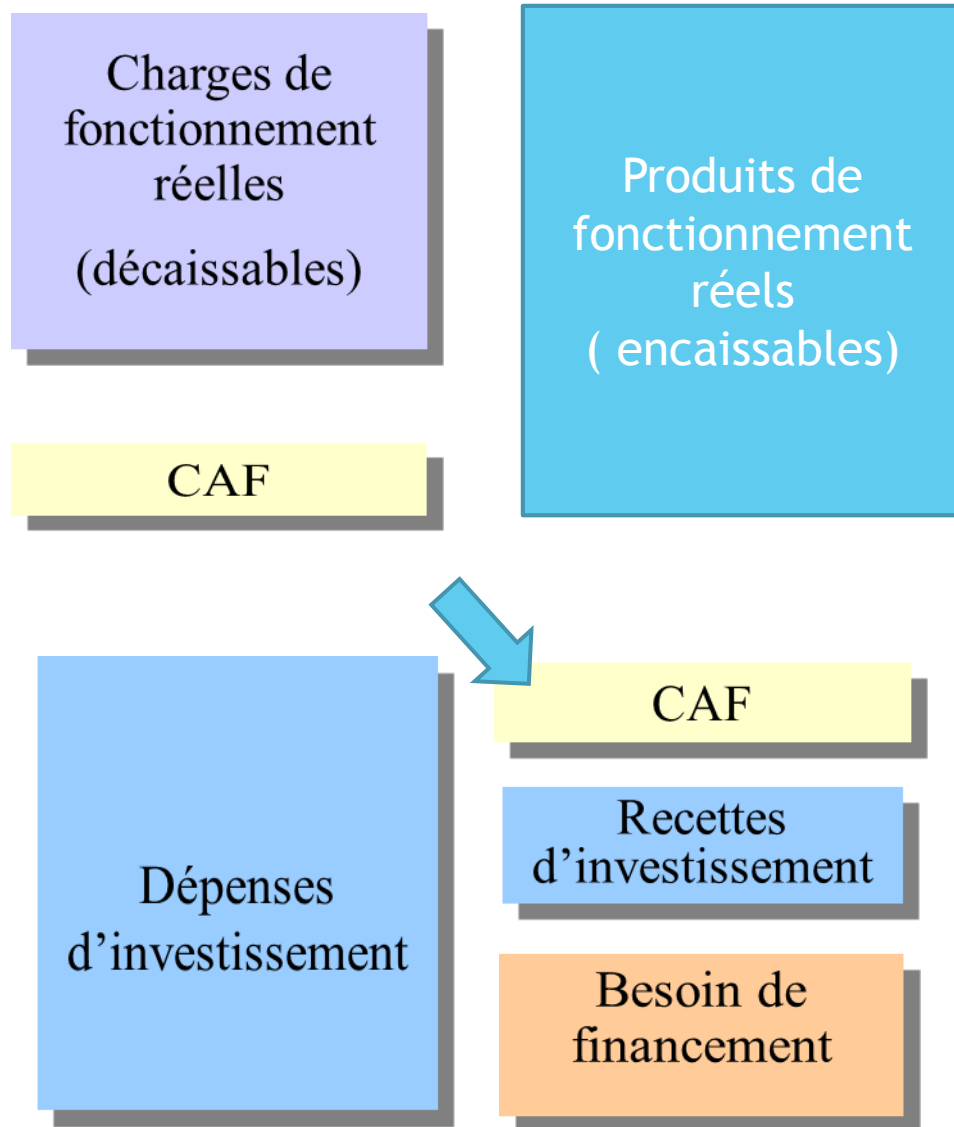 Charges de
fonctionnement
réelles
(décaissables)
Produits de
fonctionnement
réels
( encaissables)
CAF
CAF
Dépenses
d’investissement
Recettes
d’investissement
Besoin de
financement